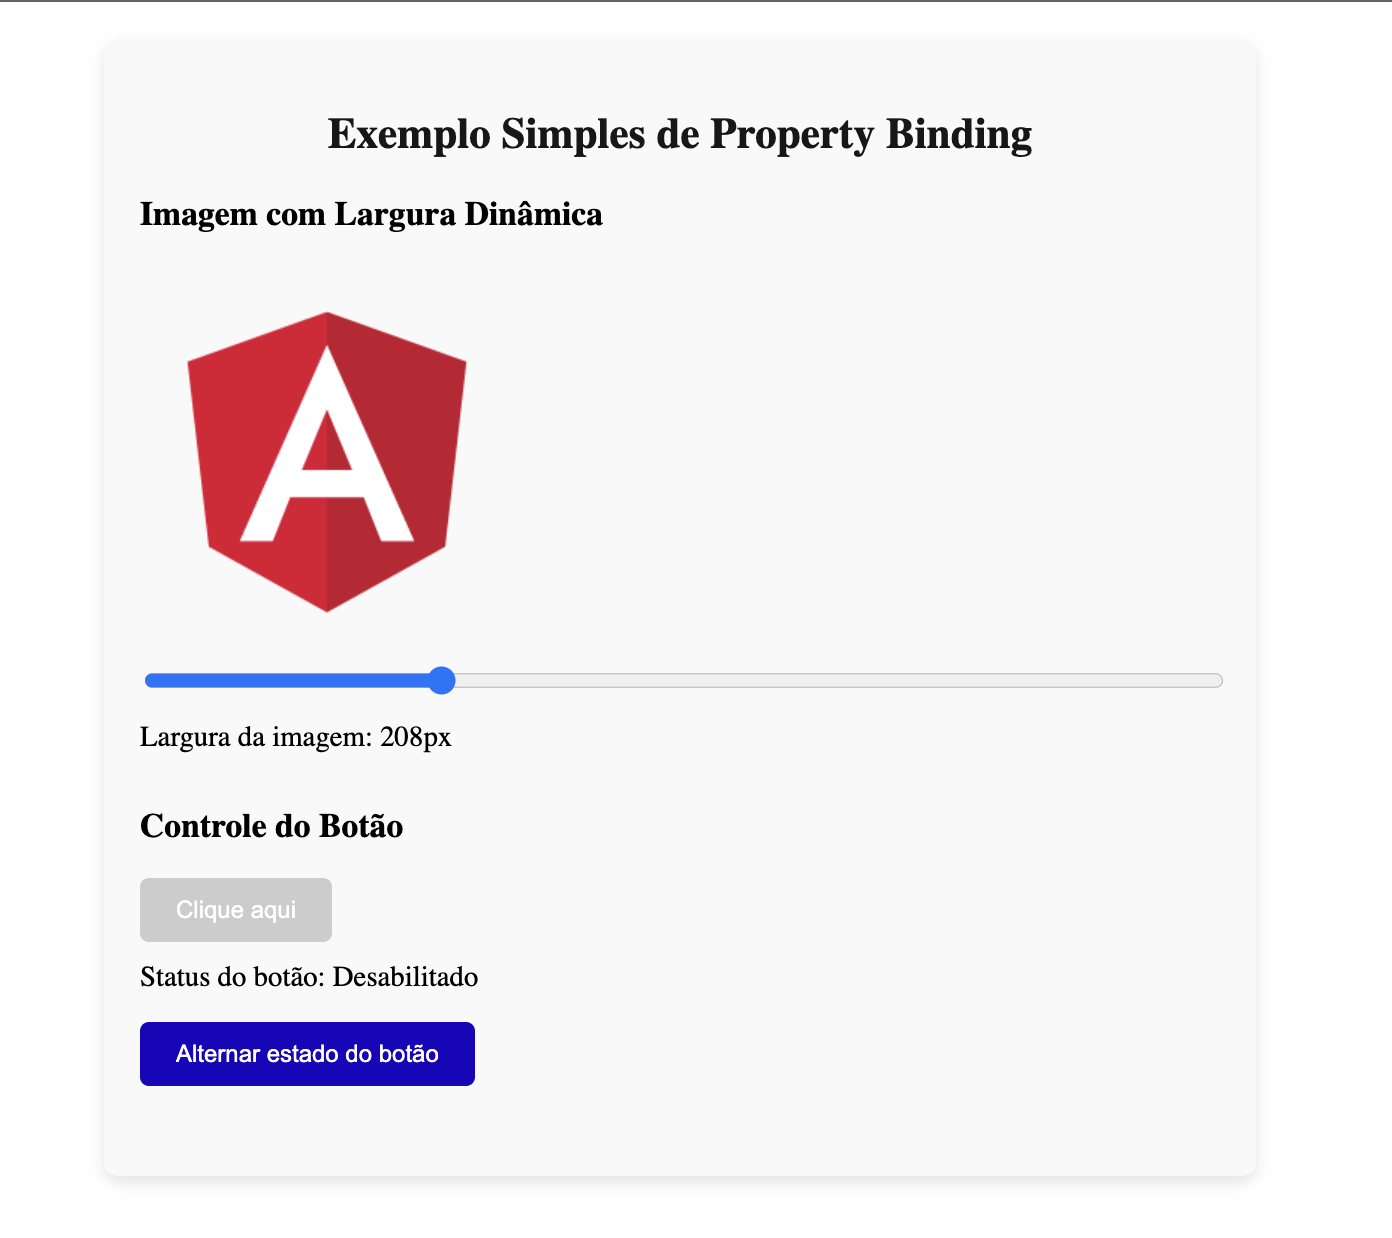 Exemplo Simples de Property Binding
Imagem com Largura Dinâmica
A
Largura da imagem: 208px
Controle do Botão
Clique aqui
Status do botão: Desabilitado
Alternar estado do botão